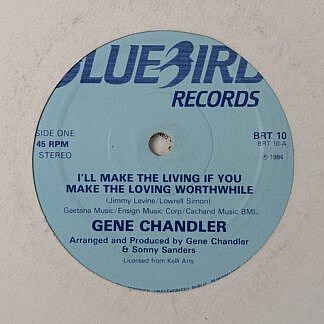 BLUEBIRD
RECORDS
SIDE ONE
45 RPM
STEREO
BRT 10
BRT 10 A
℗ 1984
I'LL MAKE THE LIVING IF YOU
MAKE THE LOVING WORTHWHILE
(Jimmy Levine/Lowrell Simon)
Gaetana Music/Ensign Music Corp/Cachand Music BMI.
GENE CHANDLER
Arranged and Produced by Gene Chandler
& Sonny Sanders
Licensed from Kelli Arts